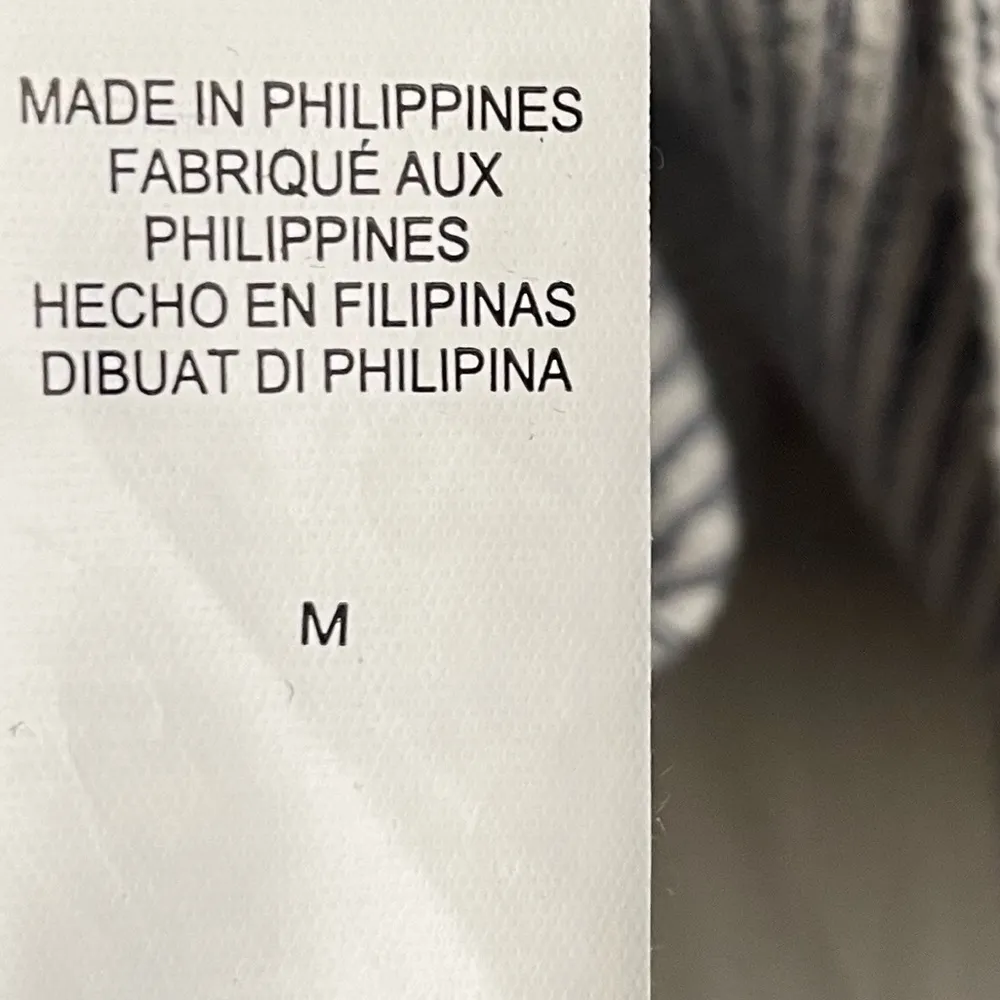 MADE IN PHILIPPINES
FABRIQUÉ AUX
PHILIPPINES
HECHO EN FILIPINAS
DIBUAT DI PHILIPINA
M